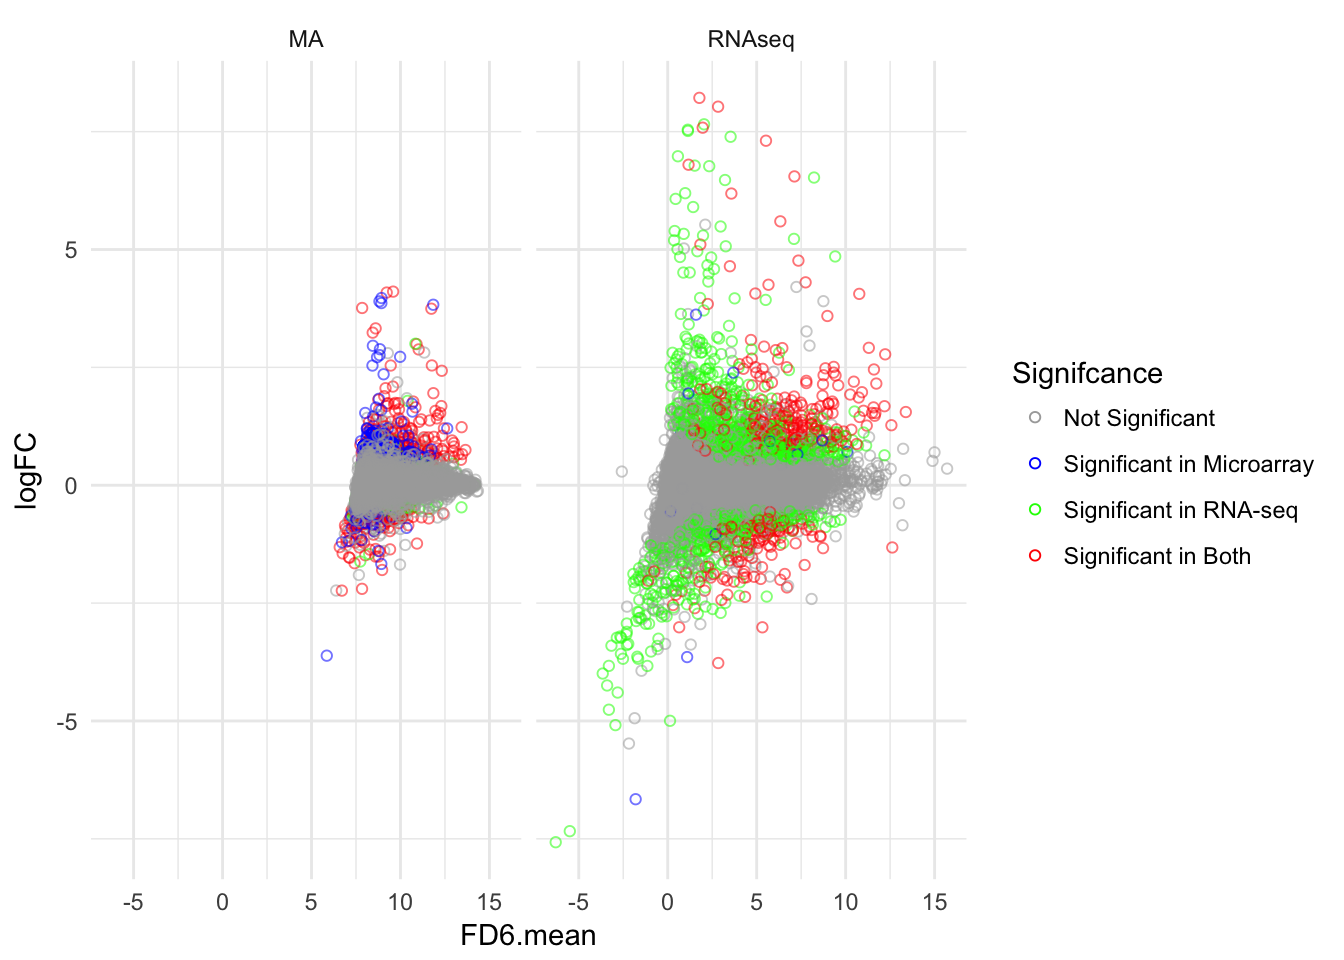 MA
RNAseq
logFC
5
0
-5
-5 0 5 10 15
-5 0 5 10 15
FD6.mean
Signifcance
Not Significant
Significant in Microarray
Significant in RNA-seq
Significant in Both